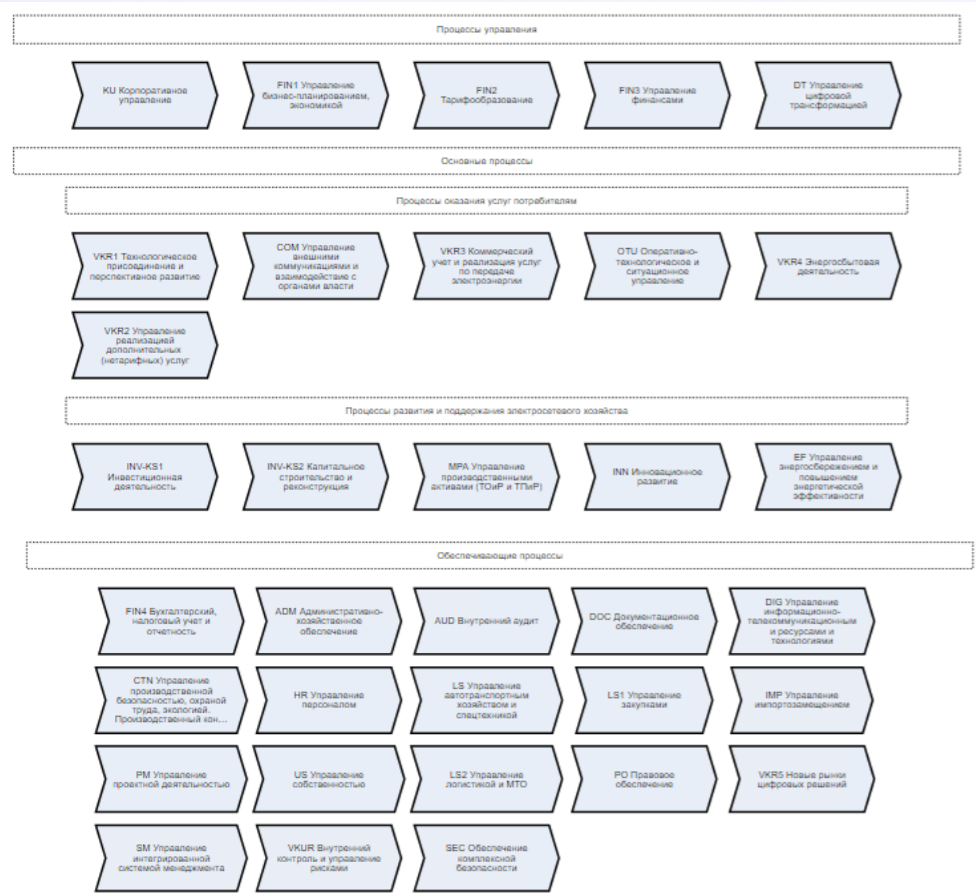 Процессы управления
KU Корпоративное
управление
FIN1 Управление
бизнес-планированием,
экономикой
FIN2
Тарифообразование
FIN3 Управление
финансами
DT Управление
цифровой
трансформацией
Основные процессы
Процессы оказания услуг потребителям
VKR1 Технологическое
присоединение и
перспективное развитие
COM Управление
внешними
коммуникациями и
взаимодействие с
органами власти
VKR3 Коммерческий
учет и реализация услуг
по передаче
электроэнергии
OTU Оперативно-
технологическое и
ситуационное
управление
VKR4 Энергосбытовая
деятельность
VKR2 Управление
реализацией
дополнительных
(нетарифных) услуг
Процессы развития и поддержания электросетевого хозяйства
INV-KS1
Инвестиционная
деятельность
INV-KS2 Капитальное
строительство и
реконструкция
MPA Управление
производственными
активами (ТОиР и ТПиР)
INN Инновационное
развитие
EF Управление
энергосбережением и
повышением
энергетической
эффективности
Обеспечивающие процессы
FIN4 Бухгалтерский,
налоговый учет и
отчетность
ADM Административно-
хозяйственное
обеспечение
AUD Внутренний аудит
DOC Документационное
обеспечение
DIG Управление
информационно-
телекоммуникационным
и ресурсами и
технологиями
CTN Управление
производственной
безопасностью, охраной
труда, экологией.
Производственный кон...
HR Управление
персоналом
LS Управление
автотранспортным
хозяйством и
спецтехникой
LS1 Управление
закупками
IMP Управление
импортозамещением
PM Управление
проектной деятельностью
US Управление
собственностью
LS2 Управление
логистикой и МТО
PO Правовое
обеспечение
VKR5 Новые рынки
цифровых решений
SM Управление
интегрированной
системой менеджмента
VKUR Внутренний
контроль и управление
рисками
SEC Обеспечение
комплексной
безопасности